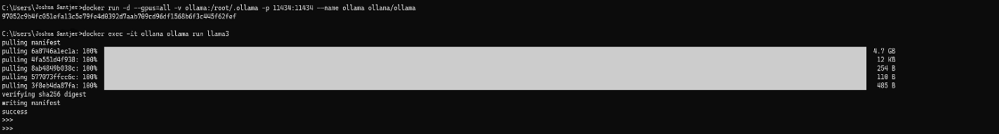 C:\Users\Joshua Santjer>docker run -d --gpus=all -v ollama:/root/.ollama -p 11434:11434 --name ollama ollama/ollama
97052c9b4fc051efa13c5e79fe4d0392d7aab709cd96df1568b6f3c445f62fef
C:\Users\Joshua Santjer>docker exec -it ollana ollama run llama3
pulling manifest
pulling 6a0746a1ec1a: 100% 4.7 GB
pulling 4fa551d4f938: 100% 12 KB
pulling 8ab4849b038c: 100% 254 B
pulling 577073ffcc6c: 100% 110 B
pulling 3f8eb4da87fa: 100% 485 B
verifying sha256 digest
writing manifest
success
>>>
>>>